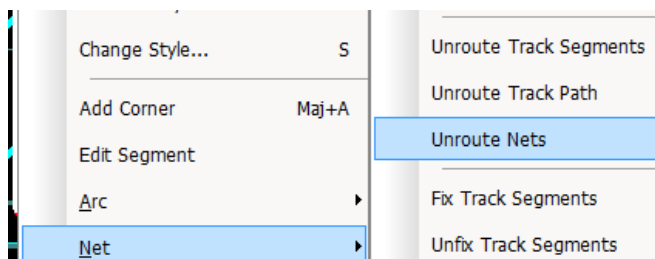 Change Style... S
Add Corner Maj+A
Edit Segment
Arc
Net
Unroute Track Segments
Unroute Track Path
Unroute Nets
Fix Track Segments
Unfix Track Segments